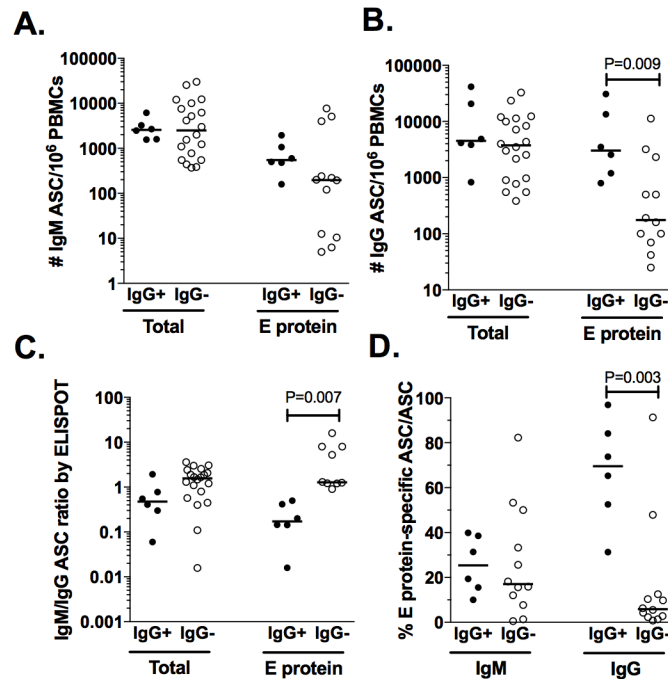 A.
# IgM ASC/10⁶ PBMCs
100000
10000
1000
100
10
1
IgG+ IgG- IgG+ IgG-
Total E protein
B.
# IgG ASC/10⁶ PBMCs
P=0.009
100000
10000
1000
100
10
IgG+ IgG- IgG+ IgG-
Total E protein
C.
IgM/IgG ASC ratio by ELISPOT
P=0.007
100
10
1
0.1
0.01
0.001
IgG+ IgG- IgG+ IgG-
Total E protein
D.
% E protein-specific ASC/ASC
P=0.003
100
80
60
40
20
0
IgG+ IgG- IgG+ IgG-
IgM IgG